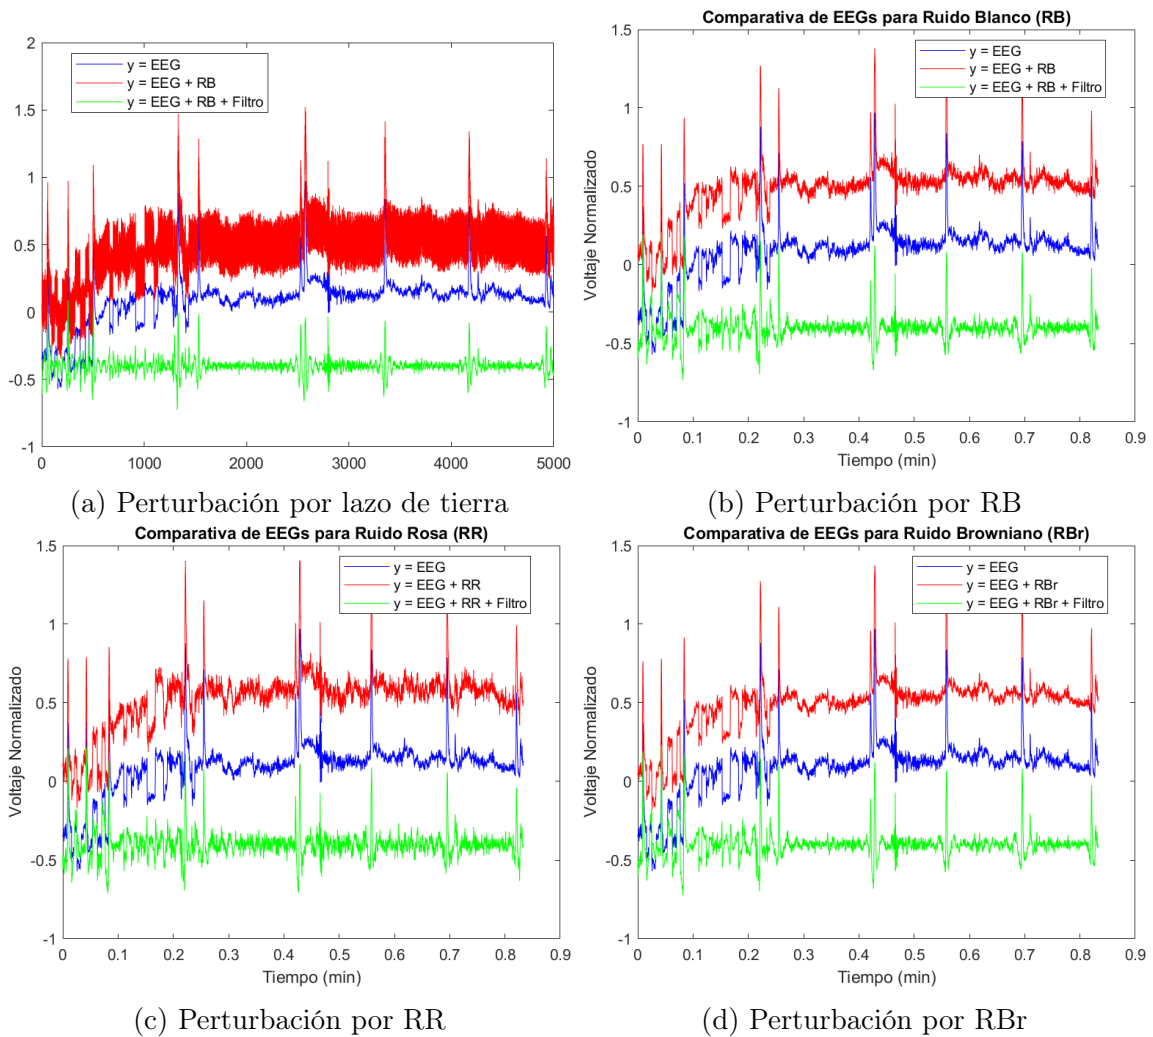 2
1.5
1
0.5
0
-0.5
-1
0
1000
2000
3000
4000
5000
y = EEG
y = EEG + RB
y = EEG + RB + Filtro
(a) Perturbación por lazo de tierra
Comparativa de EEGs para Ruido Blanco (RB)
1.5
1
0.5
0
-0.5
-1
Voltaje Normalizado
y = EEG
y = EEG + RB
y = EEG + RB + Filtro
0
0.1
0.2
0.3
0.4
0.5
0.6
0.7
0.8
0.9
Tiempo (min)
(b) Perturbación por RB
Comparativa de EEGs para Ruido Rosa (RR)
1.5
1
0.5
0
-0.5
-1
Voltaje Normalizado
y = EEG
y = EEG + RR
y = EEG + RR + Filtro
0
0.1
0.2
0.3
0.4
0.5
0.6
0.7
0.8
0.9
Tiempo (min)
(c) Perturbación por RR
Comparativa de EEGs para Ruido Browniano (RBr)
1.5
1
0.5
0
-0.5
-1
Voltaje Normalizado
y = EEG
y = EEG + RBr
y = EEG + RBr + Filtro
0
0.1
0.2
0.3
0.4
0.5
0.6
0.7
0.8
0.9
Tiempo (min)
(d) Perturbación por RBr